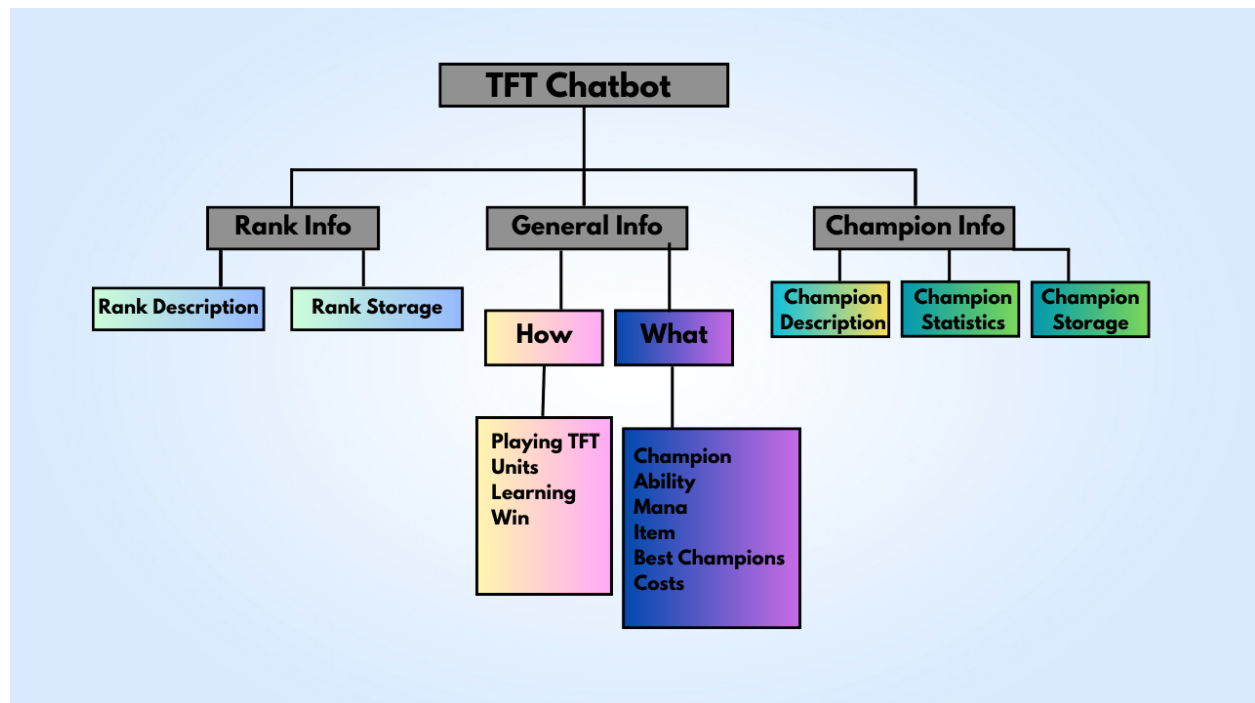 TFT Chatbot
Rank Info
General Info
Champion Info
Rank Description
Rank Storage
Champion
Description
Champion
Statistics
Champion
Storage
How
What
Playing TFT
Units
Learning
Win
Champion
Ability
Mana
Item
Best Champions
Costs